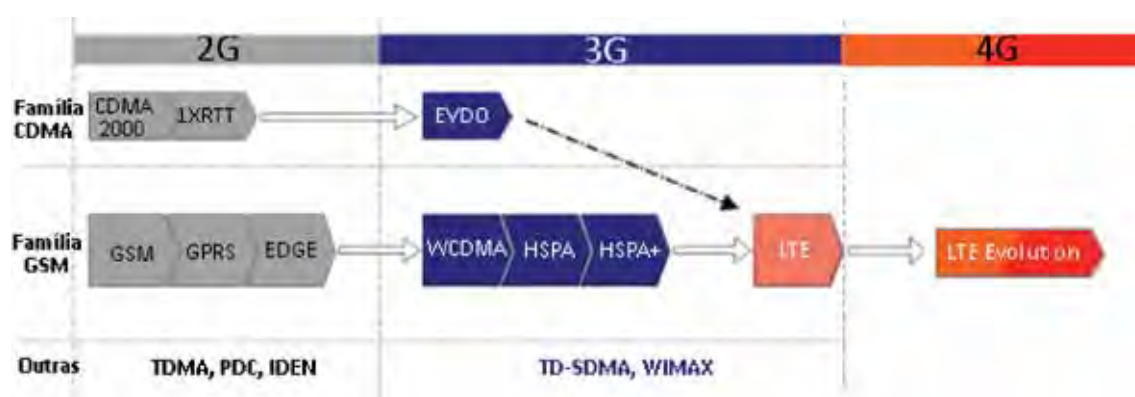 2G 3G 4G
Família CDMA
CDMA 2000 1XRTT EVDO
Família GSM
GSM GPRS EDGE WCDMA HSPA HSPA+ LTE LTE Evolution
Outras TDMA, PDC, IDEN TD-SDMA, WIMAX